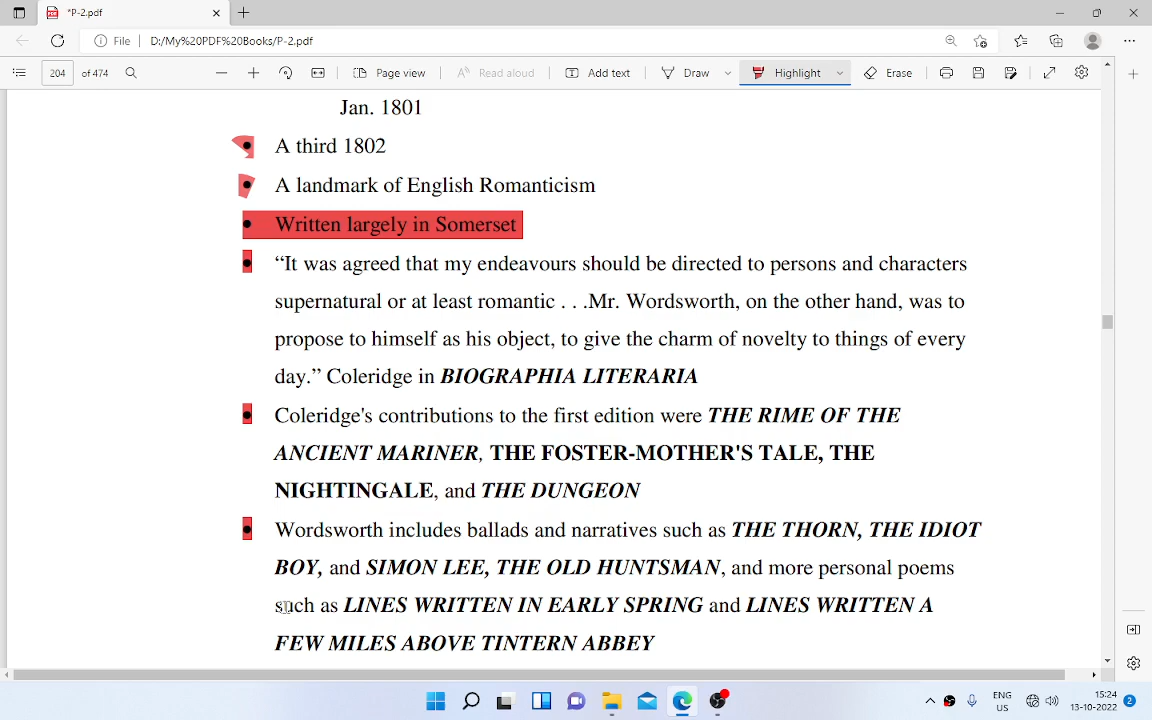 *P-2.pdf
File
D:/My%20PDF%20Books/P-2.pdf
204 of 474
Page view
Read aloud
Add text
Draw
Highlight
Erase
Jan. 1801
• A third 1802
• A landmark of English Romanticism
• Written largely in Somerset
• “It was agreed that my endeavours should be directed to persons and characters
supernatural or at least romantic . . .Mr. Wordsworth, on the other hand, was to
propose to himself as his object, to give the charm of novelty to things of every
day.” Coleridge in BIOGRAPHIA LITERARIA
• Coleridge's contributions to the first edition were THE RIME OF THE
ANCIENT MARINER, THE FOSTER-MOTHER'S TALE, THE
NIGHTINGALE, and THE DUNGEON
• Wordsworth includes ballads and narratives such as THE THORN, THE IDIOT
BOY, and SIMON LEE, THE OLD HUNTSMAN, and more personal poems
such as LINES WRITTEN IN EARLY SPRING and LINES WRITTEN A
FEW MILES ABOVE TINTERN ABBEY
ENG
US
15:24
13-10-2022
2